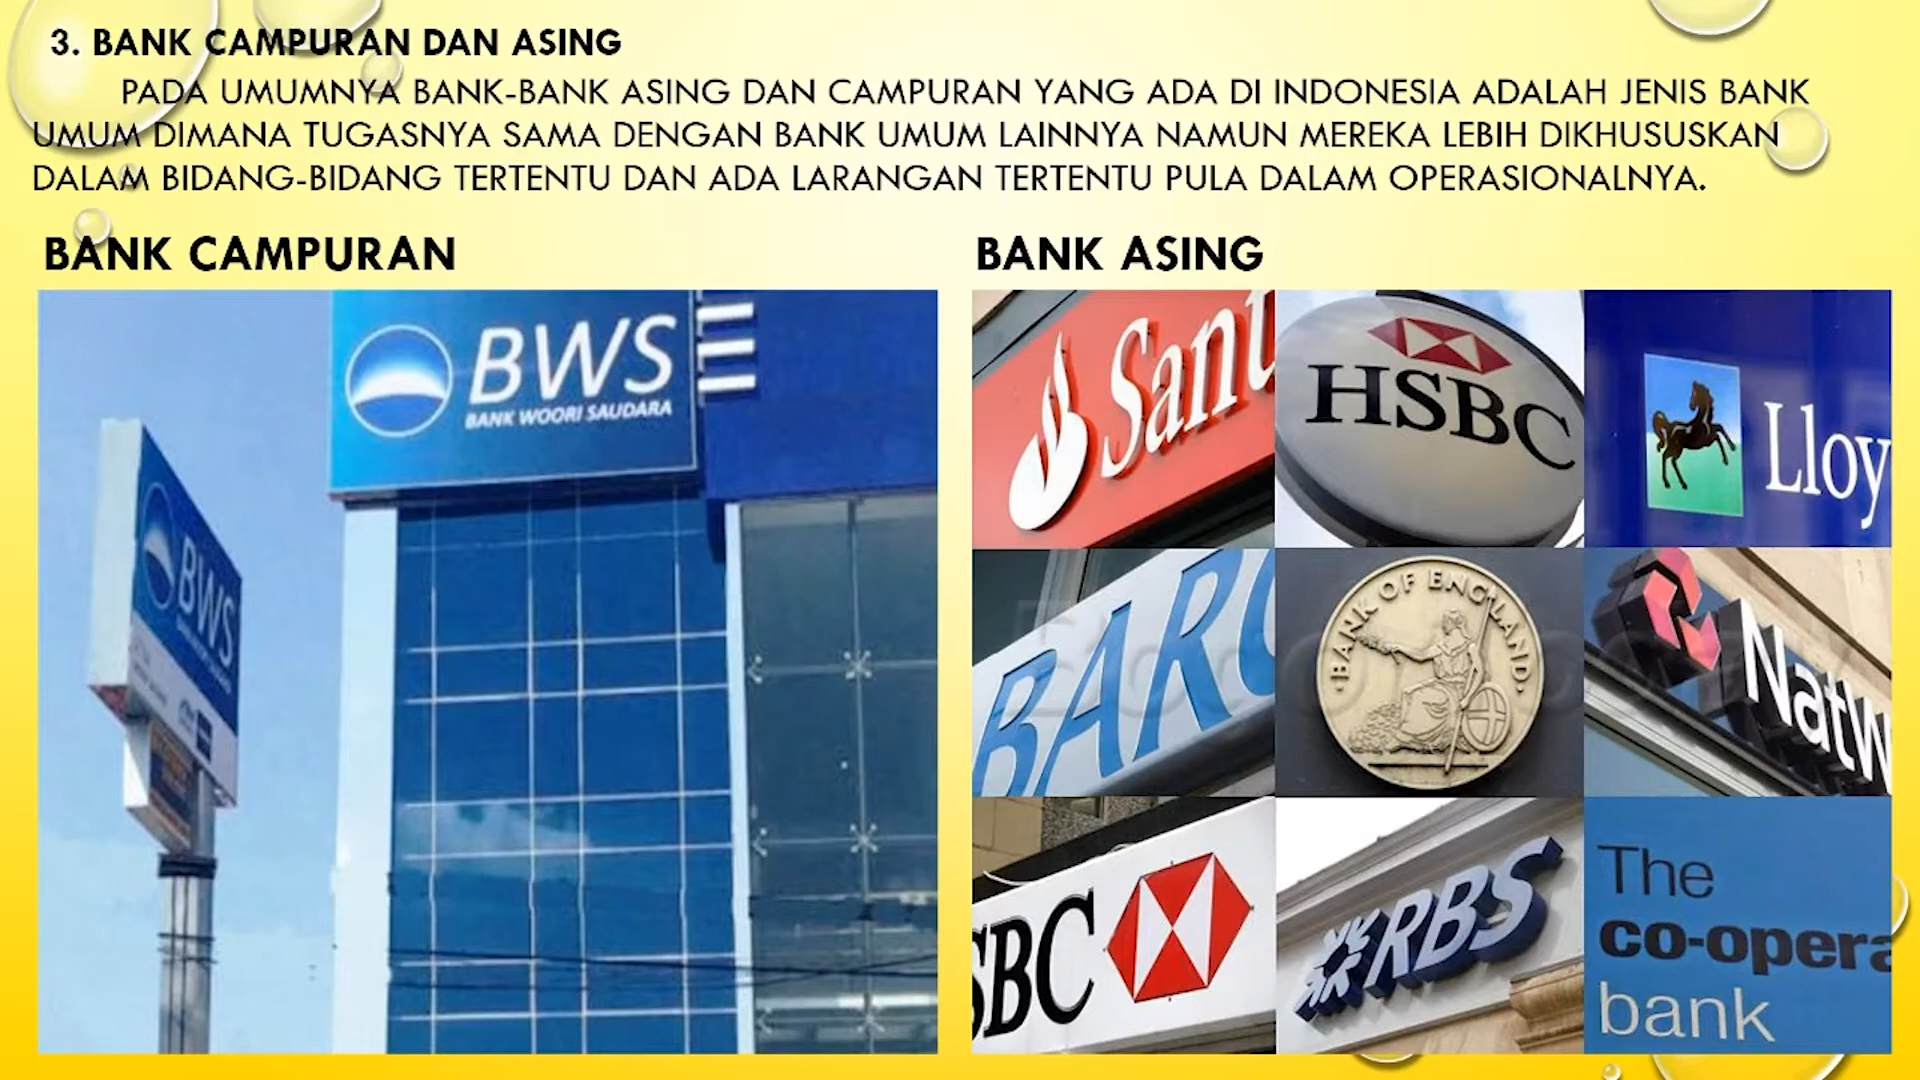 3. BANK CAMPURAN DAN ASING
PADA UMUMNYA BANK-BANK ASING DAN CAMPURAN YANG ADA DI INDONESIA ADALAH JENIS BANK
UMUM DIMANA TUGASNYA SAMA DENGAN BANK UMUM LAINNYA NAMUN MEREKA LEBIH DIKHUSUSKAN
DALAM BIDANG-BIDANG TERTENTU DAN ADA LARANGAN TERTENTU PULA DALAM OPERASIONALNYA.
BANK CAMPURAN
BWS
BANK WOORI SAUDARA
BWS
BANK ASING
Sant
HSBC
Lloy
BARC
BANK OF ENGLAND
NatW
SBC
RBS
The
co-opera
bank